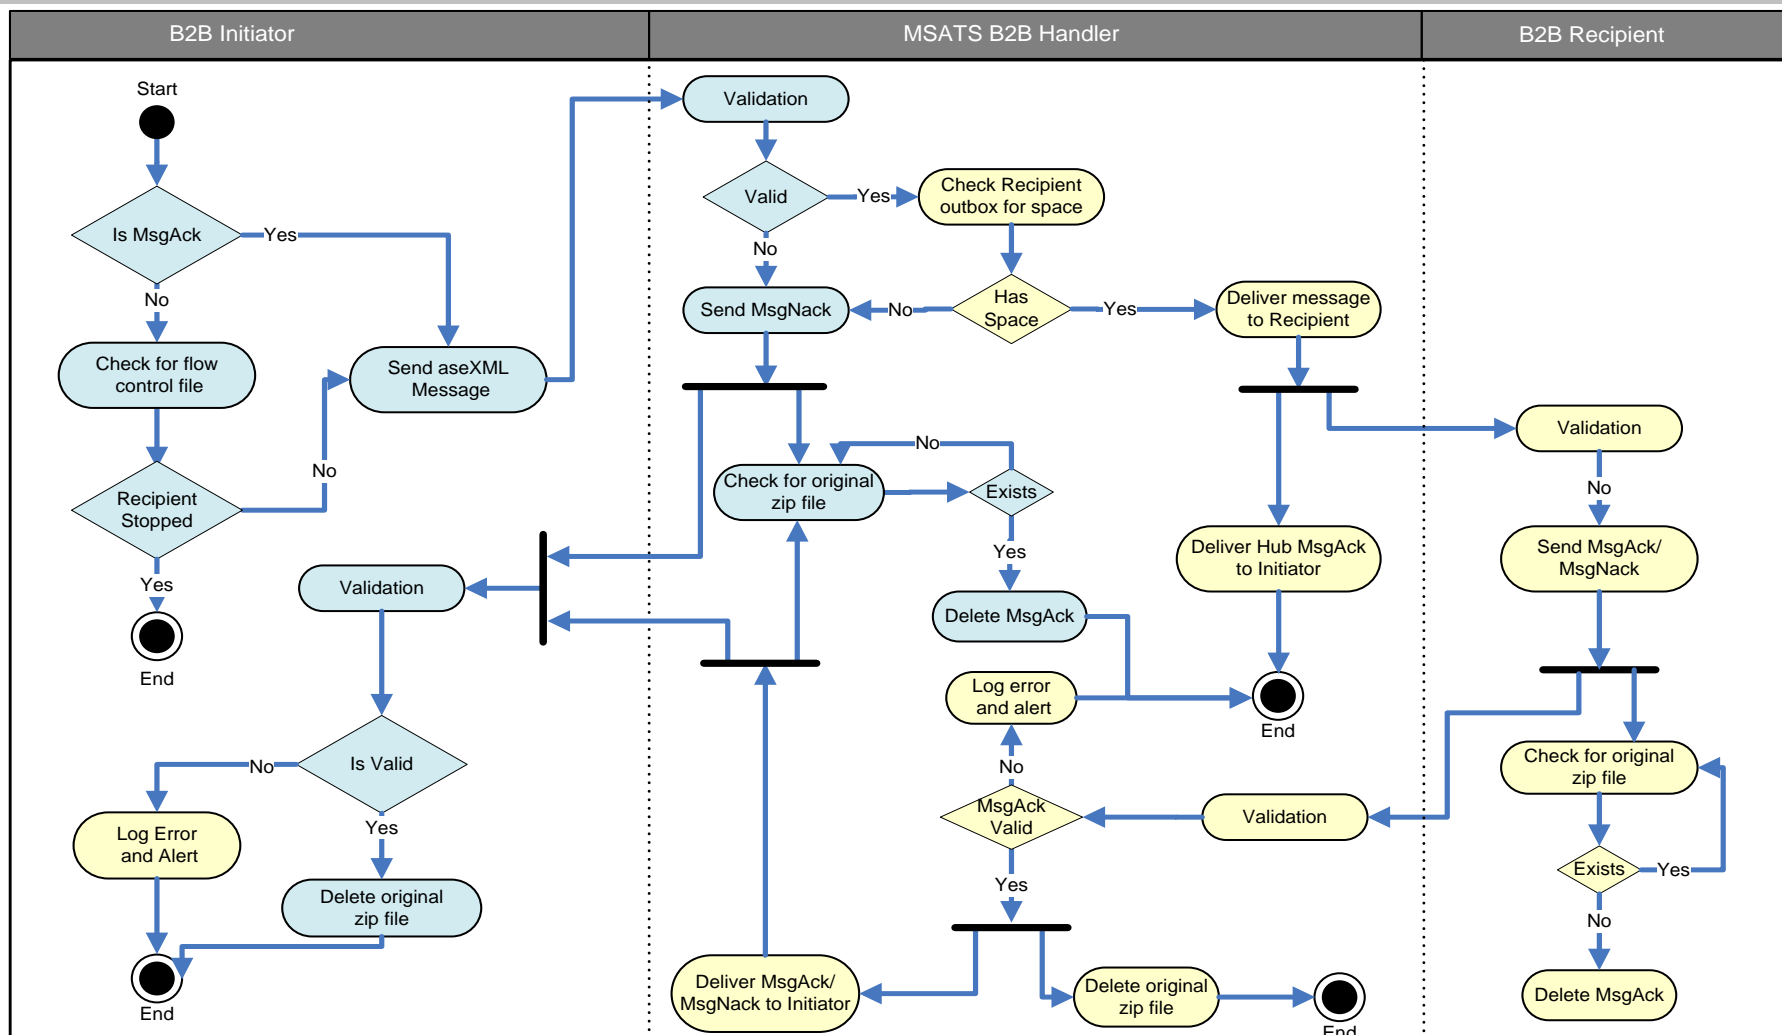 B2B Initiator
MSATS B2B Handler
B2B Recipient
Start
Is MsgAck
Yes
No
Check for flow
control file
Send aseXML
Message
No
Recipient
Stopped
Yes
End
Validation
Is Valid
No
Yes
Log Error
and Alert
Delete original
zip file
End
Validation
Valid
Yes
Check Recipient
outbox for space
No
Send MsgNack
No
Has
Space
Yes
Deliver message
to Recipient
No
Check for original
zip file
Exists
Yes
Delete MsgAck
Deliver Hub MsgAck
to Initiator
Log error
and alert
End
No
MsgAck
Valid
Validation
Yes
Deliver MsgAck/
MsgNack to Initiator
Delete original
zip file
End
Validation
No
Send MsgAck/
MsgNack
Check for original
zip file
Exists
Yes
No
Delete MsgAck